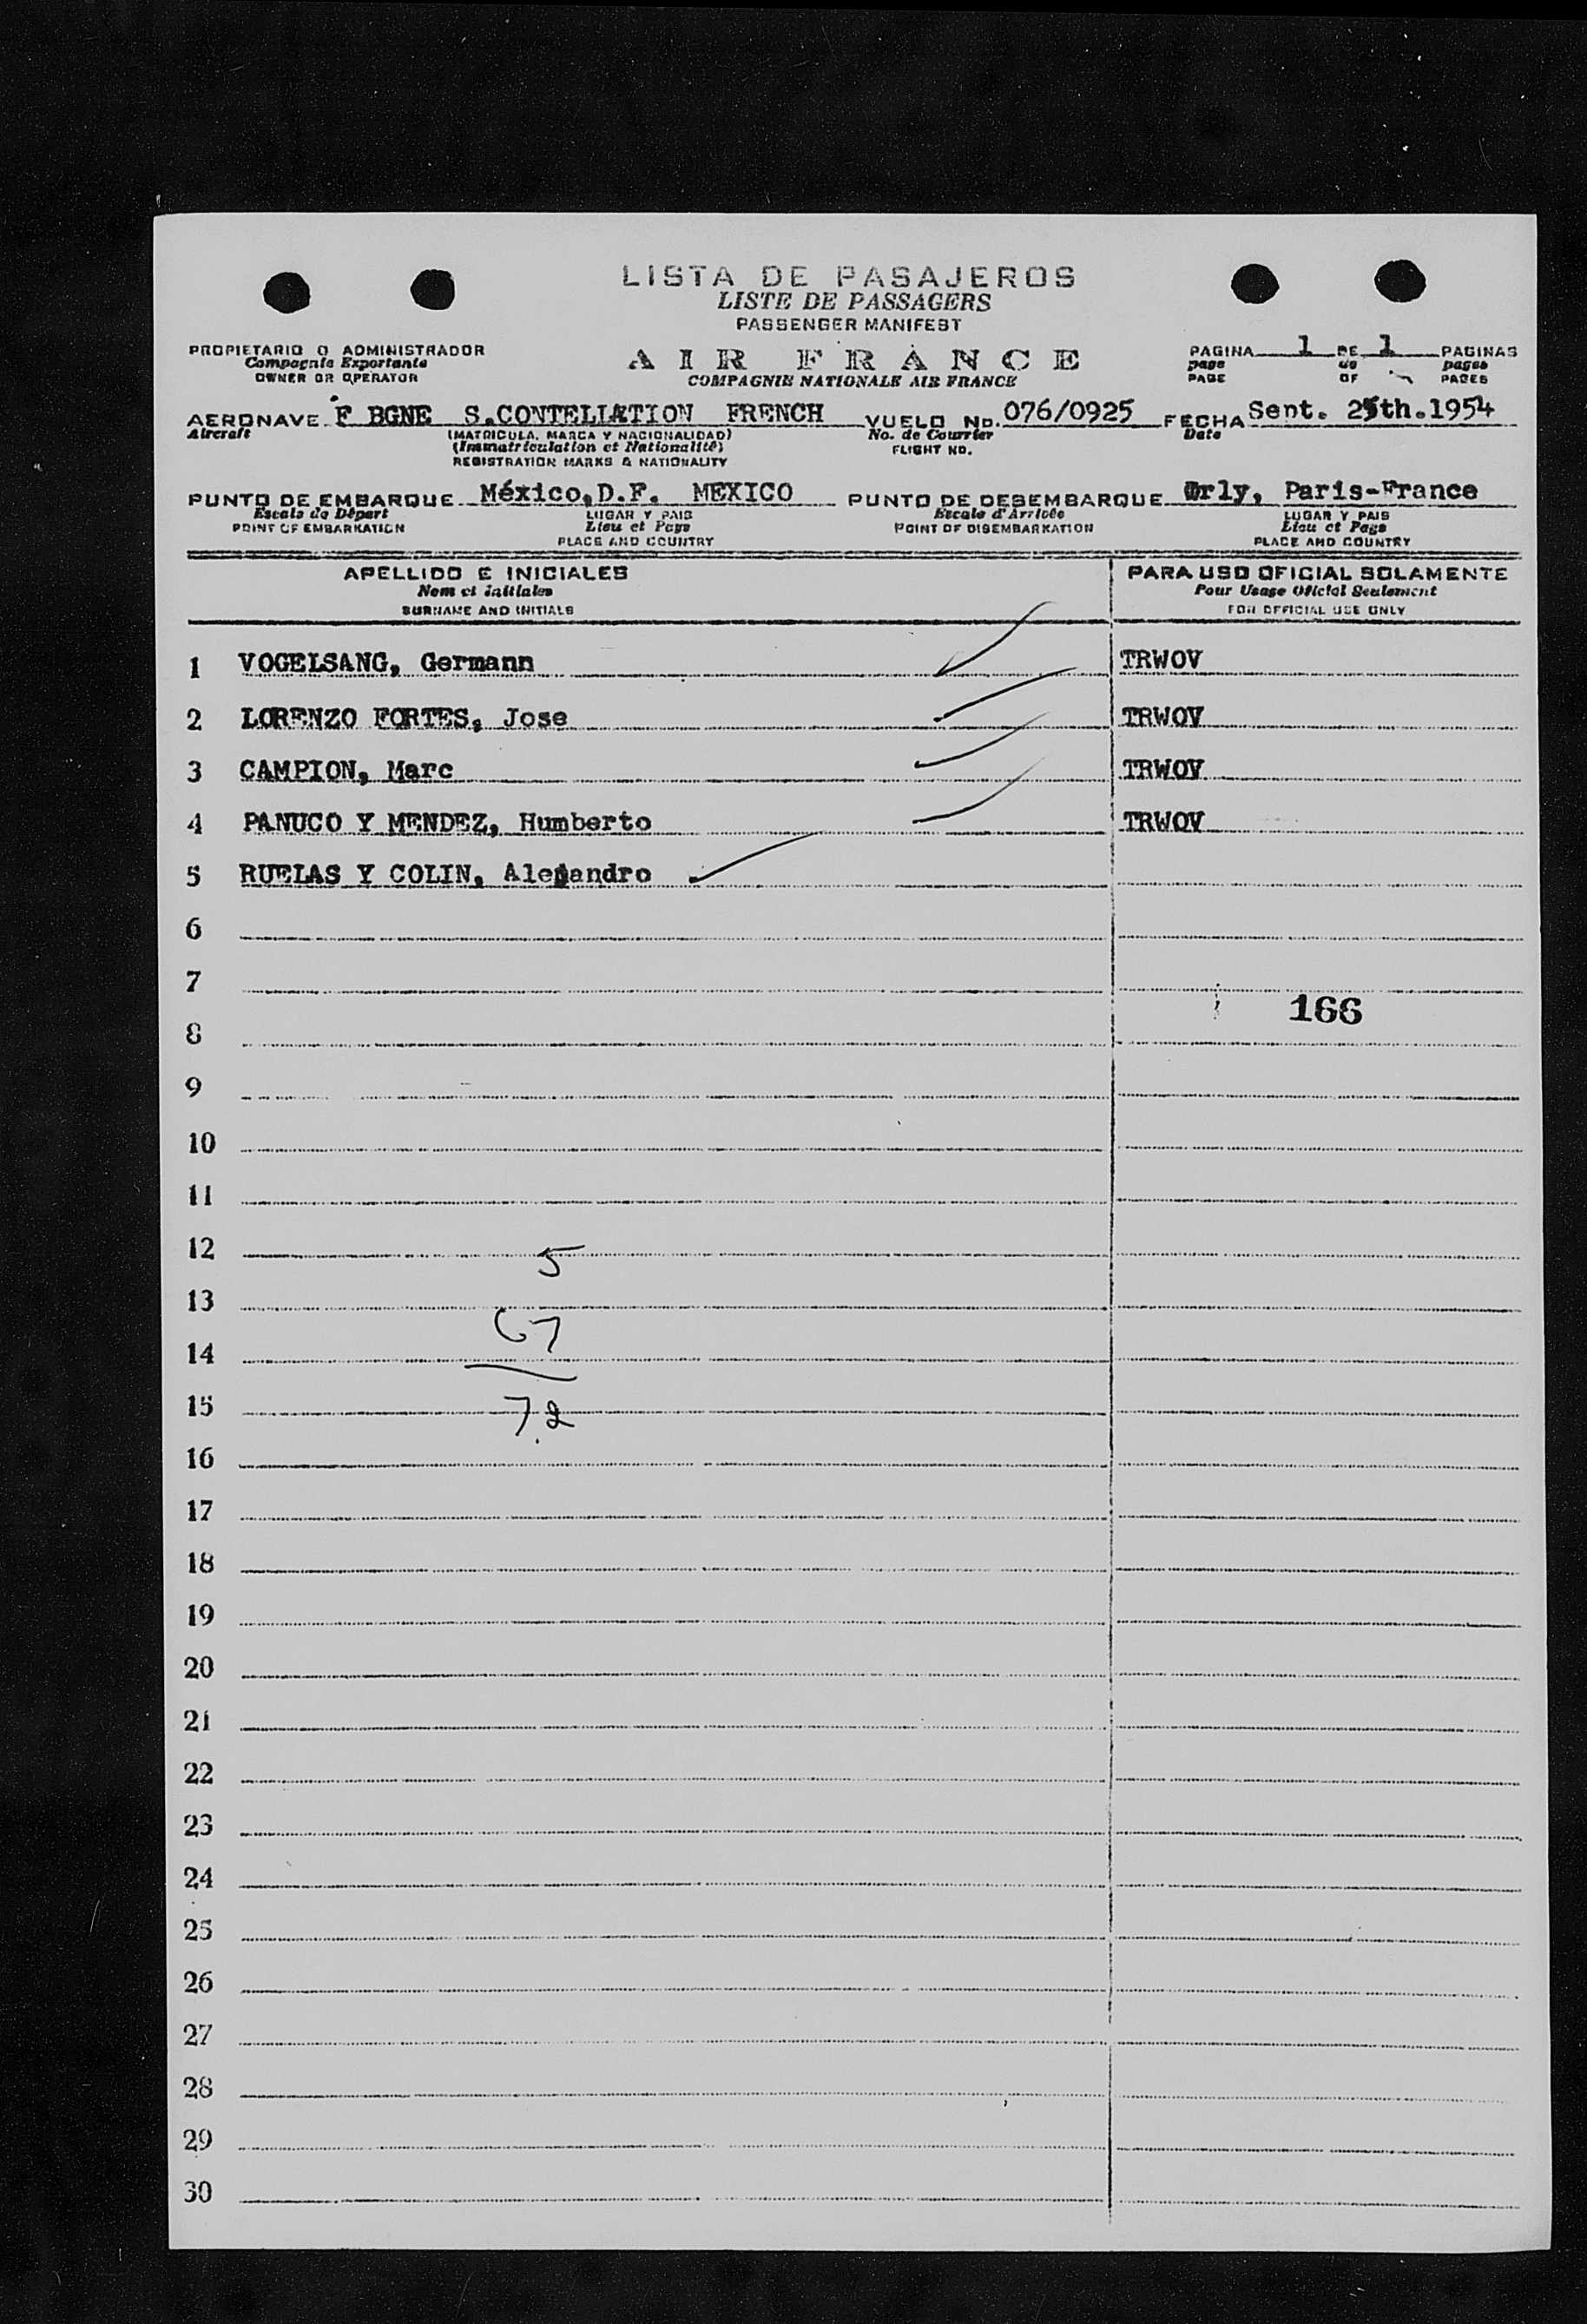 LISTA DE PASAJEROS
LISTE DE PASSAGERS
PASSENGER MANIFEST
PROPIETARIO O ADMINISTRADOR
Compagnie Exportante
OWNER OR OPERATOR
AIR FRANCE
COMPAGNIE NATIONALE AIR FRANCE
PAGINA 1 DE 1 PAGINAS
page de pages
PAGE OF PAGES
AERONAVE F BGNE S.CONTELIATION FRENCH VUELO No. 076/0925 FECHA Sent. 25th.1954
Aircraft (MATRICULA, MARCA Y NACIONALIDAD) No. de Courrier Date
(Immatriculation et Nationalité) FLIGHT NO.
REGISTRATION MARKS & NATIONALITY
PUNTO DE EMBARQUE México,D.F. MEXICO PUNTO DE DESEMBARQUE Orly, Paris-France
Escale de Départ LUGAR Y PAIS Escale d'Arrivée LUGAR Y PAIS
POINT OF EMBARKATION Lieu et Pays POINT OF DISEMBARKATION Lieu et Pays
PLACE AND COUNTRY PLACE AND COUNTRY
APELLIDO E INICIALES PARA USO OFICIAL SOLAMENTE
Nom et initiales Pour Usage Officiel Seulement
SURNAME AND INITIALS FOR OFFICIAL USE ONLY
1 VOGELSANG, Germann TRWOV
2 LORENZO FORTES, Jose TRWOV
3 CAMPION, Marc TRWOV
4 PANUCO Y MENDEZ, Humberto TRWOV
5 RUELAS Y COLIN, Alejandro
6
7
166
8
9
10
11
12
5
13
67
14
15
72
16
17
18
19
20
21
22
23
24
25
26
27
28
29
30